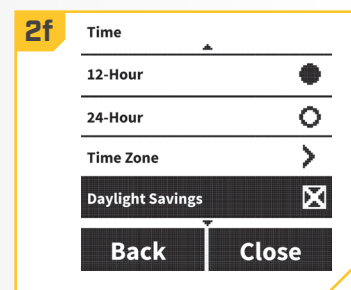 2f
Time
12-Hour
24-Hour
Time Zone
Daylight Savings
Back Close